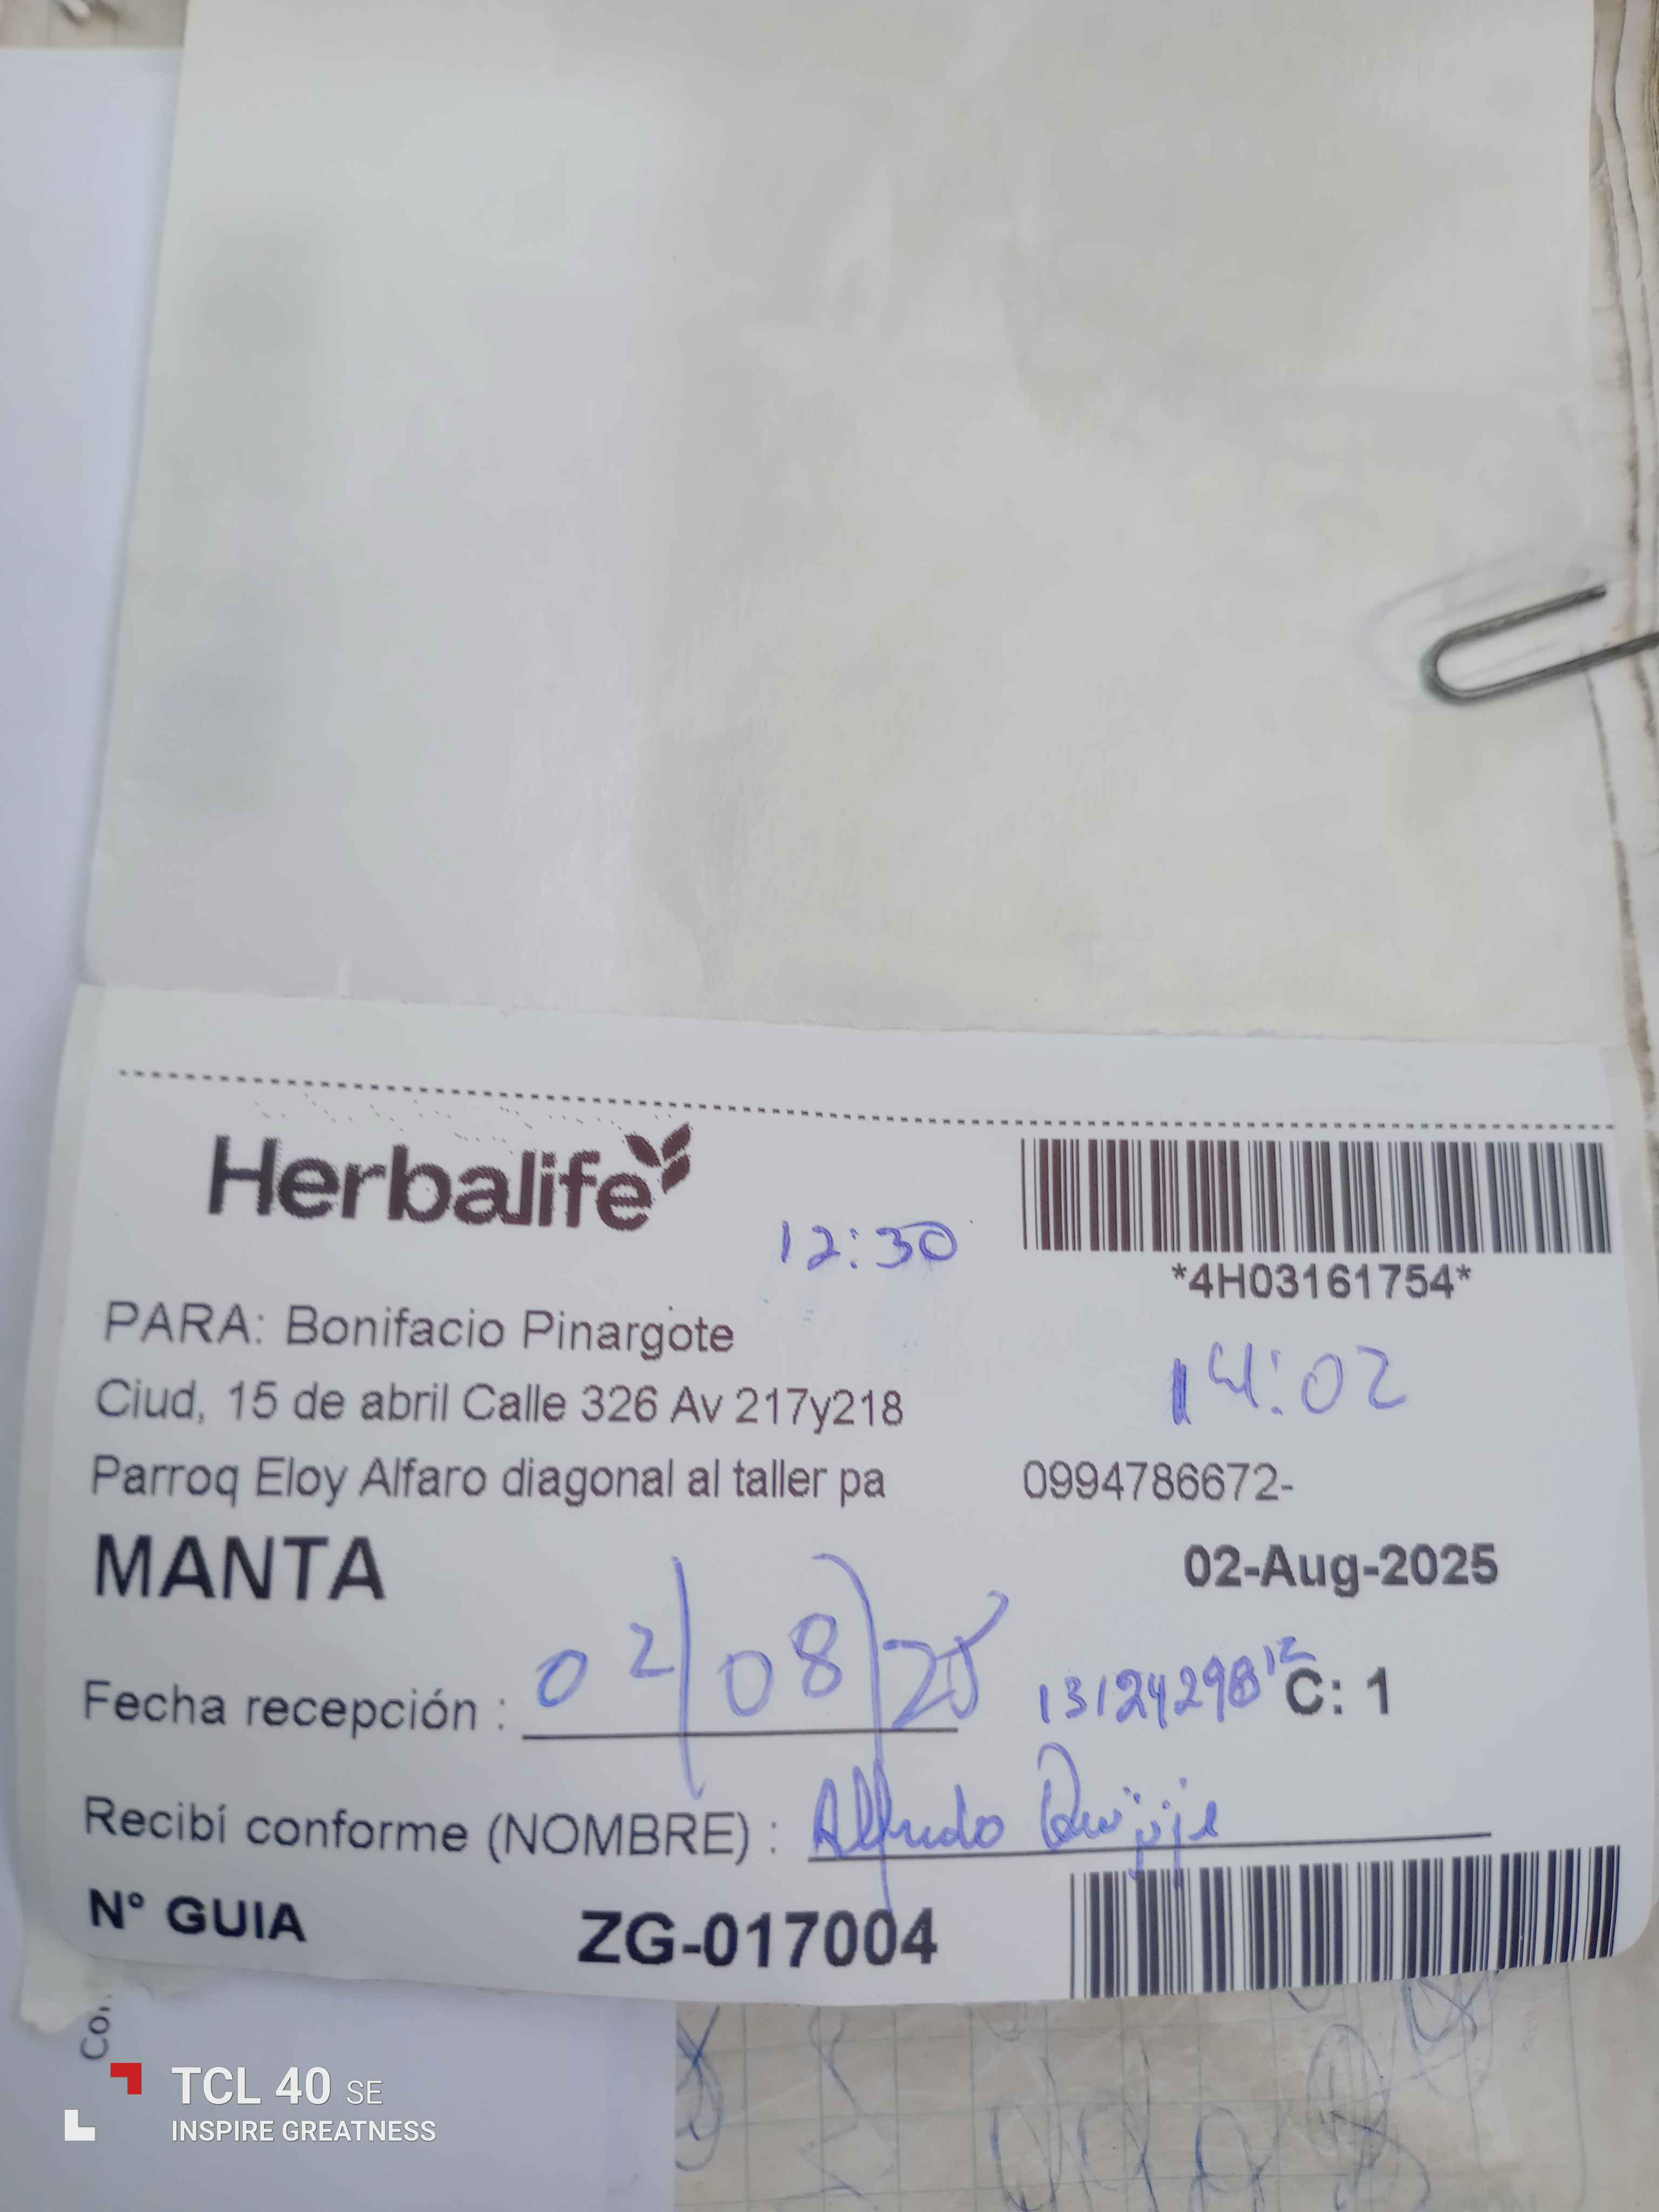 Herbalife
12:30
*4H03161754*
PARA: Bonifacio Pinargote
14:02
Ciud, 15 de abril Calle 326 Av 217y218
Parroq Eloy Alfaro diagonal al taller pa 0994786672-
MANTA 02-Aug-2025
Fecha recepción : 02/08/25 1312429812 C: 1
Recibí conforme (NOMBRE) : Alfredo Quijije
N° GUIA ZG-017004
TCL 40 SE
INSPIRE GREATNESS